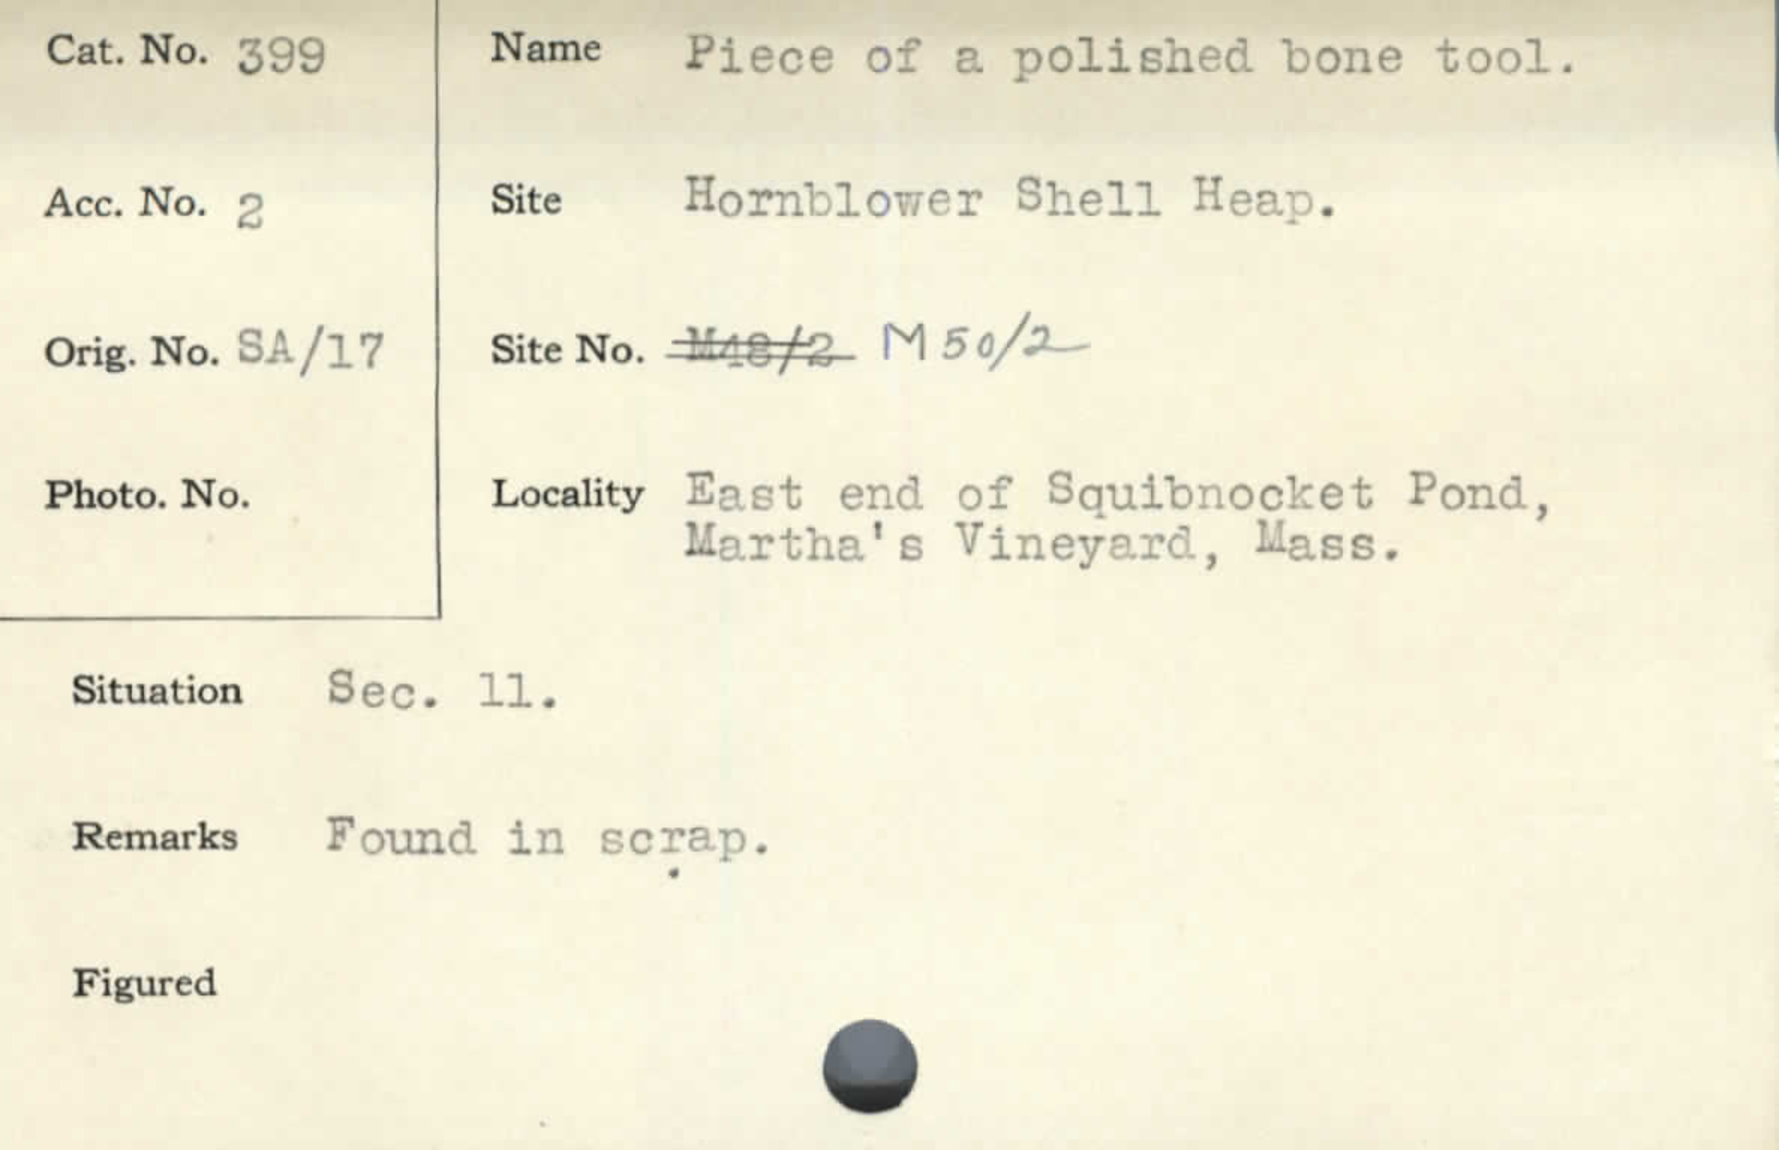 Cat. No. 399
Name Piece of a polished bone tool.
Acc. No. 2
Site Hornblower Shell Heap.
Orig. No. SA/17
Site No. M48/2 M50/2
Photo. No.
Locality East end of Squibnocket Pond,
Martha's Vineyard, Mass.
Situation Sec. 11.
Remarks Found in scrap.
Figured